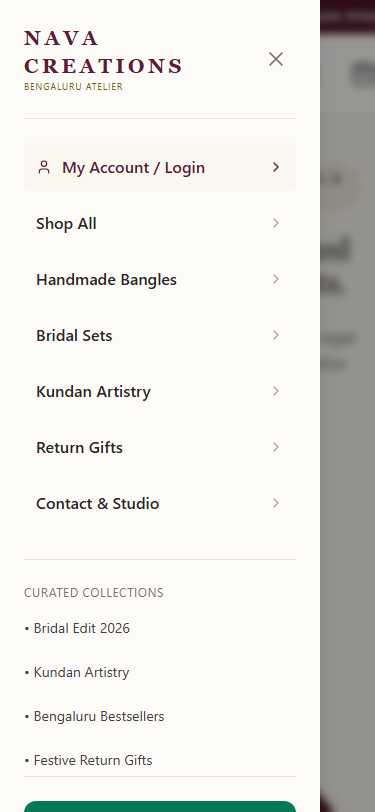 NAVA
CREATIONS
BENGALURU ATELIER
My Account / Login
Shop All
Handmade Bangles
Bridal Sets
Kundan Artistry
Return Gifts
Contact & Studio
CURATED COLLECTIONS
• Bridal Edit 2026
• Kundan Artistry
• Bengaluru Bestsellers
• Festive Return Gifts